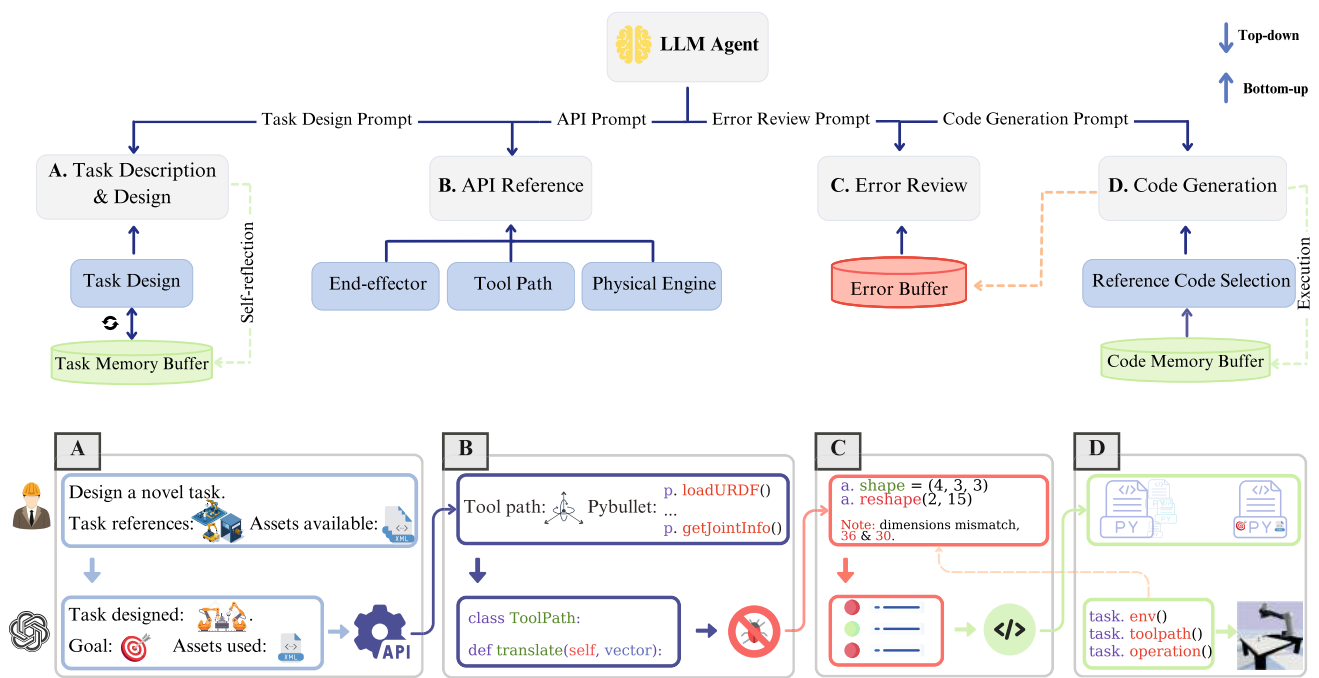 LLM Agent
Top-down
Bottom-up
Task Design Prompt
API Prompt
Error Review Prompt
Code Generation Prompt
A. Task Description
& Design
B. API Reference
C. Error Review
D. Code Generation
Self-reflection
Execution
Task Design
End-effector
Tool Path
Physical Engine
Error Buffer
Reference Code Selection
Task Memory Buffer
Code Memory Buffer
A
Design a novel task.
Task references:
Assets available:
XML
Task designed:
.
Goal:
Assets used:
XML
API
B
Tool path:
Pybullet:
p. loadURDF()
...
p. getJointInfo()
class ToolPath:
def translate(self, vector):
C
a. shape = (4, 3, 3)
a. reshape(2, 15)
Note: dimensions mismatch,
36 & 30.
</>
D
</>
PY
</>
PY
task. env()
task. toolpath()
task. operation()